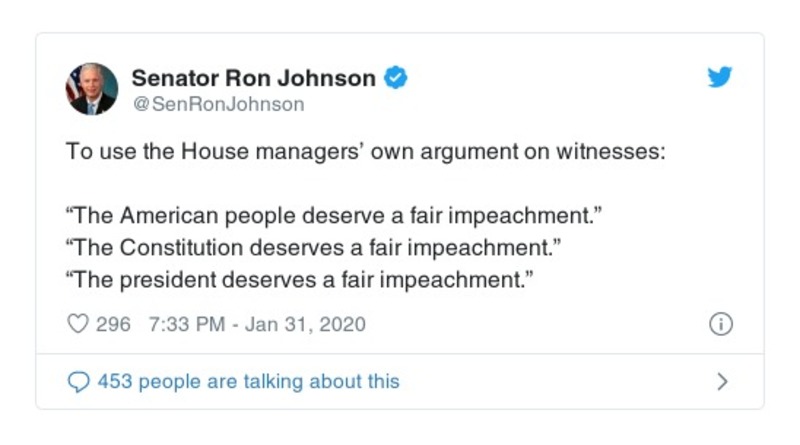 Senator Ron Johnson
@SenRonJohnson
To use the House managers’ own argument on witnesses:
“The American people deserve a fair impeachment.”
“The Constitution deserves a fair impeachment.”
“The president deserves a fair impeachment.”
296 7:33 PM - Jan 31, 2020
453 people are talking about this